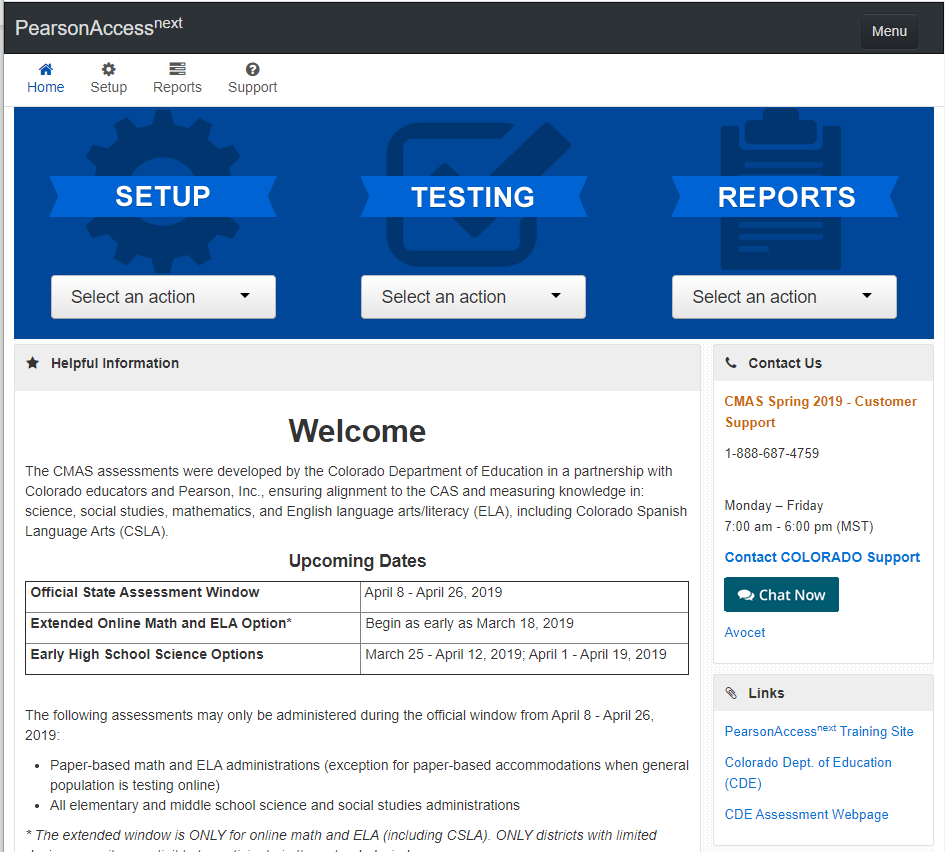 PearsonAccessnext
Menu
Home
Setup
Reports
Support
SETUP
TESTING
REPORTS
Select an action
Select an action
Select an action
Helpful Information
Welcome
The CMAS assessments were developed by the Colorado Department of Education in a partnership with
Colorado educators and Pearson, Inc., ensuring alignment to the CAS and measuring knowledge in:
science, social studies, mathematics, and English language arts/literacy (ELA), including Colorado Spanish
Language Arts (CSLA).
Upcoming Dates
Official State Assessment Window April 8 - April 26, 2019
Extended Online Math and ELA Option* Begin as early as March 18, 2019
Early High School Science Options March 25 - April 12, 2019; April 1 - April 19, 2019
The following assessments may only be administered during the official window from April 8 - April 26,
2019:
• Paper-based math and ELA administrations (exception for paper-based accommodations when general
population is testing online)
• All elementary and middle school science and social studies administrations
* The extended window is ONLY for online math and ELA (including CSLA). ONLY districts with limited
Contact Us
CMAS Spring 2019 - Customer
Support
1-888-687-4759
Monday – Friday
7:00 am - 6:00 pm (MST)
Contact COLORADO Support
Chat Now
Avocet
Links
PearsonAccessnext Training Site
Colorado Dept. of Education
(CDE)
CDE Assessment Webpage